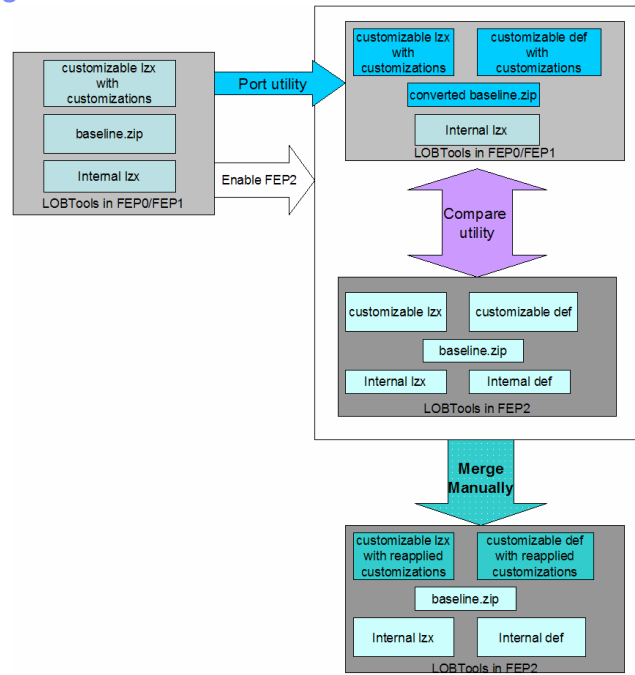 customizable lzx
with
customizations
baseline.zip
Internal lzx
LOBTools in FEP0/FEP1
Port utility
Enable FEP2
customizable lzx
with
customizations
customizable def
with
customizations
converted baseline.zip
Internal lzx
LOBTools in FEP0/FEP1
Compare
utility
customizable lzx
customizable def
baseline.zip
Internal lzx
Internal def
LOBTools in FEP2
Merge
Manually
customizable lzx
with reapplied
customizations
customizable def
with reapplied
customizations
baseline.zip
Internal lzx
Internal def
LOBTools in FEP2